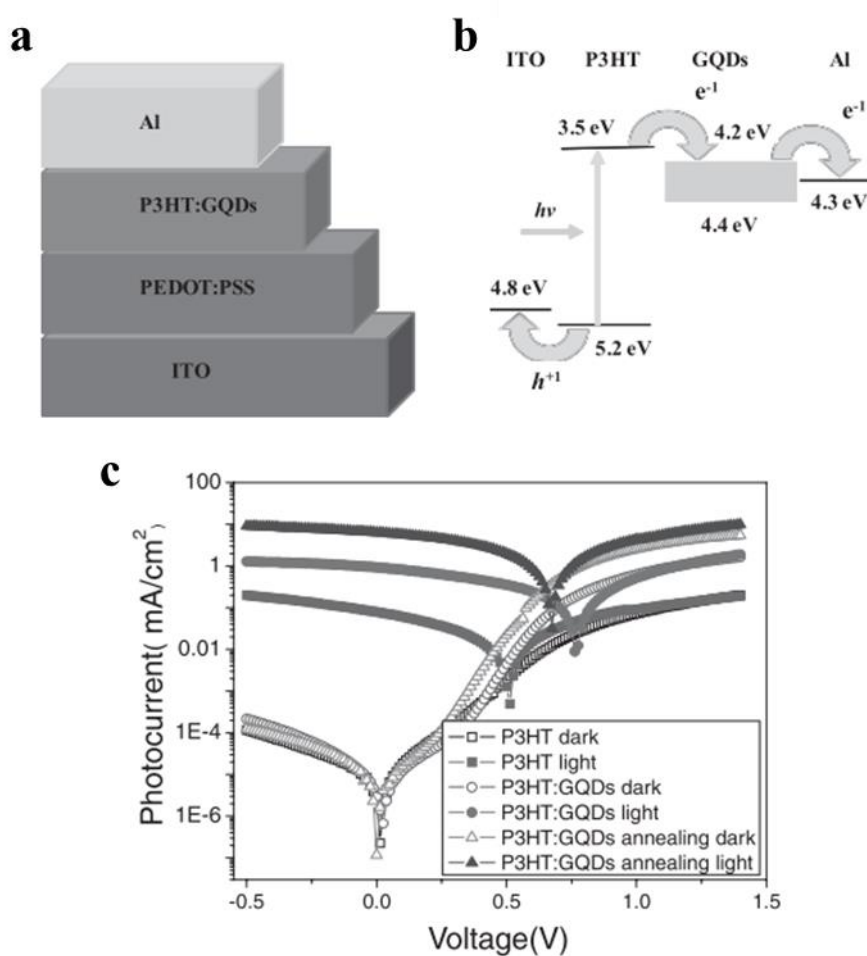 a
Al
P3HT:GQDs
PEDOT:PSS
ITO
b
ITO P3HT GQDs Al
e-1
e-1
3.5 eV
4.2 eV
hν
4.4 eV
4.3 eV
4.8 eV
5.2 eV
h+1
c
Photocurrent( mA/cm2)
100
1
0.01
1E-4
1E-6
P3HT dark
P3HT light
P3HT:GQDs dark
P3HT:GQDs light
P3HT:GQDs annealing dark
P3HT:GQDs annealing light
-0.5 0.0 0.5 1.0 1.5
Voltage(V)